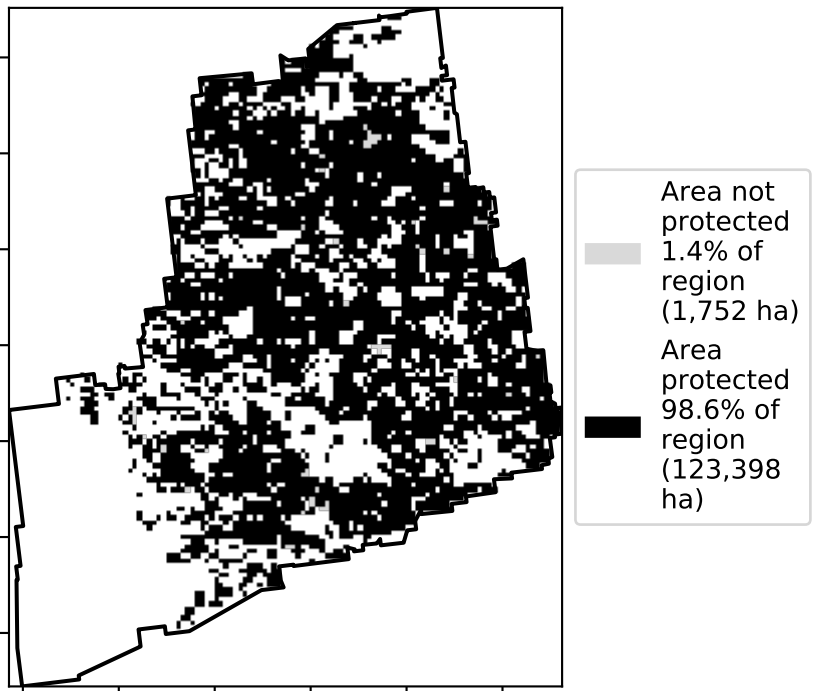 Area not
protected
1.4% of
region
(1,752 ha)
Area
protected
98.6% of
region
(123,398
ha)